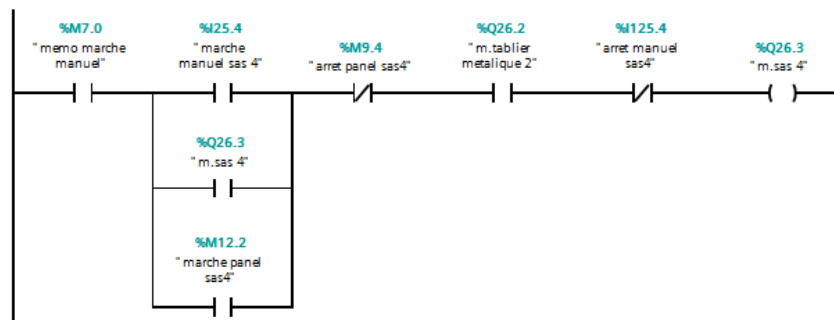 %M7.0
" memo marche
manuel"
%I25.4
" marche
manuel sas 4"
%M9.4
" arret panel sas4"
%Q26.2
" m.tablier
metalique 2"
%I125.4
" arret manuel
sas4"
%Q26.3
" m.sas 4"
%Q26.3
" m.sas 4"
%M12.2
" marche panel
sas4"